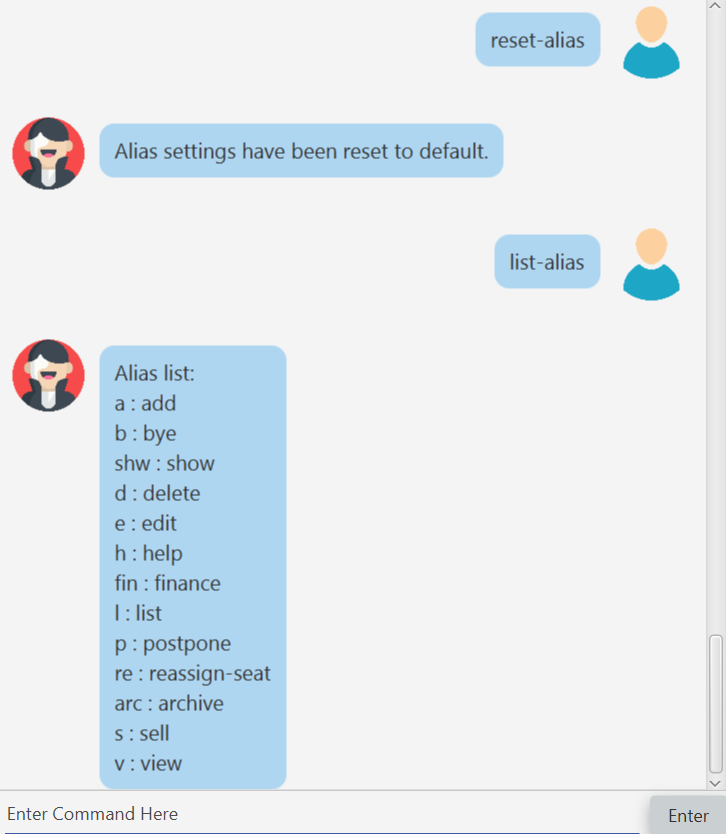 reset-alias
Alias settings have been reset to default.
list-alias
Alias list:
a : add
b : bye
shw : show
d : delete
e : edit
h : help
fin : finance
l : list
p : postpone
re : reassign-seat
arc : archive
s : sell
v : view
Enter Command Here
Enter